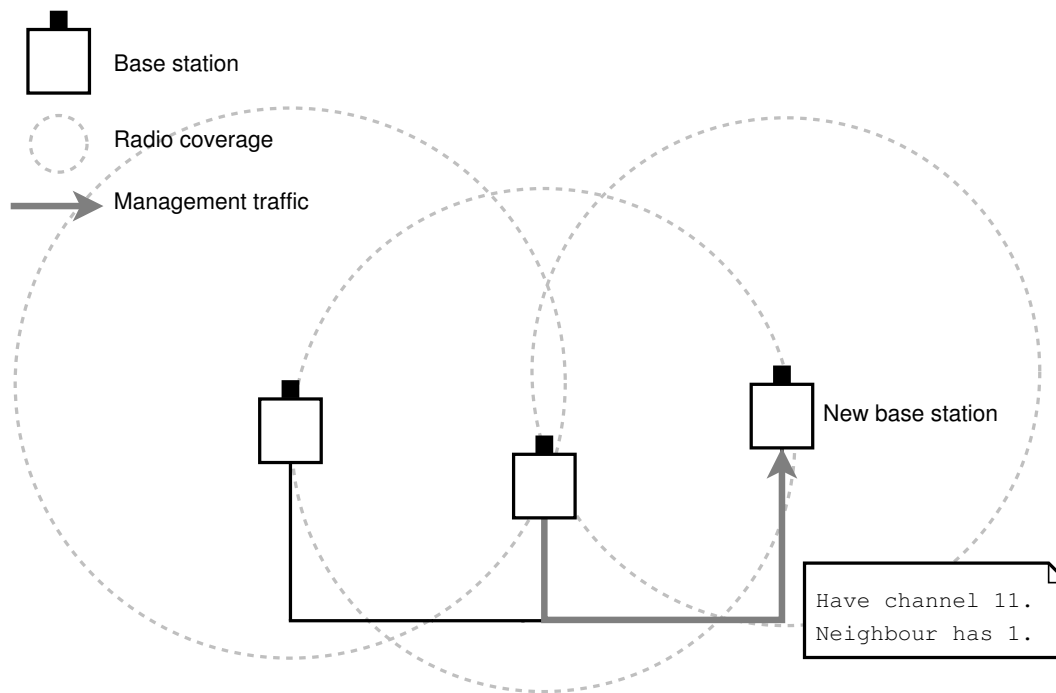 Base station
Radio coverage
Management traffic
New base station
Have channel 11.
Neighbour has 1.